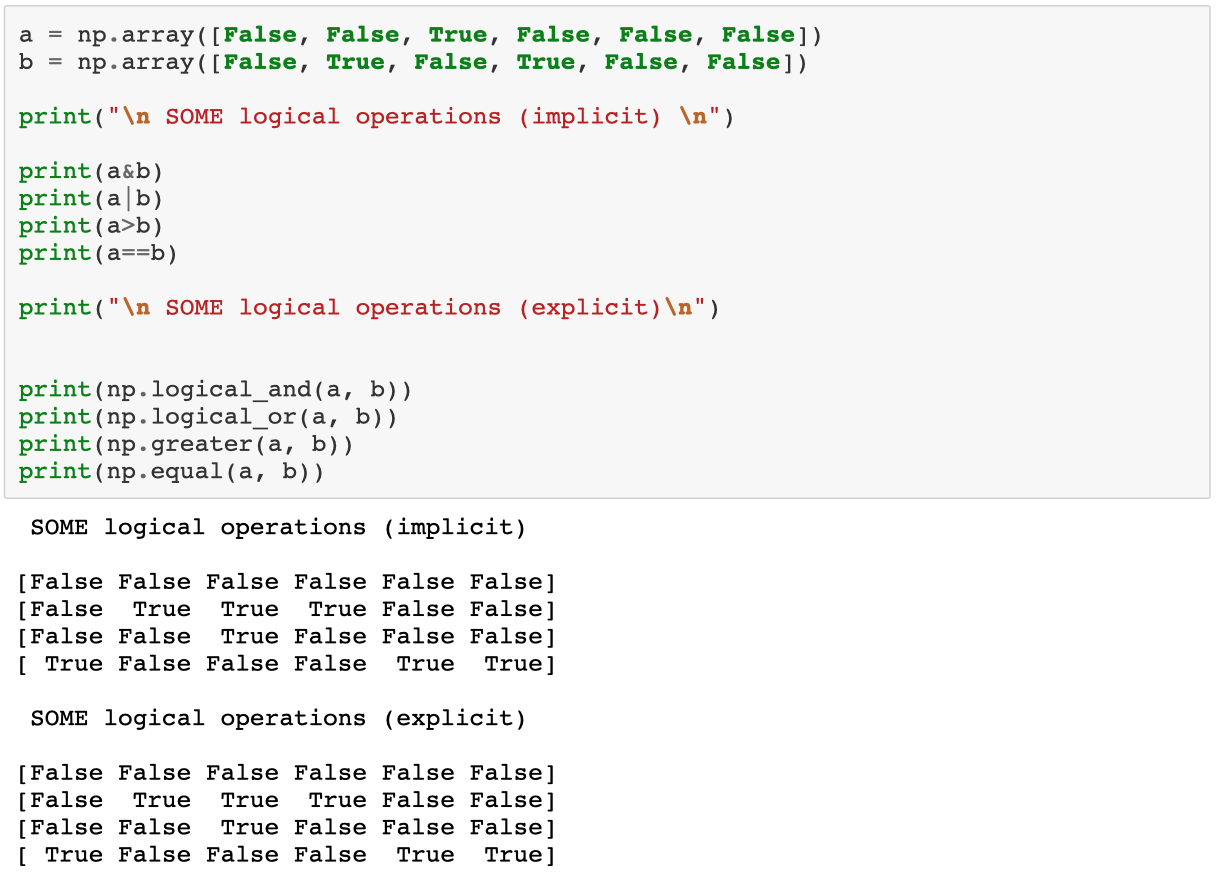 a = np.array([False, False, True, False, False, False])
b = np.array([False, True, False, True, False, False])
print("\n SOME logical operations (implicit) \n")
print(a&b)
print(a|b)
print(a>b)
print(a==b)
print("\n SOME logical operations (explicit)\n")
print(np.logical_and(a, b))
print(np.logical_or(a, b))
print(np.greater(a, b))
print(np.equal(a, b))
 SOME logical operations (implicit)
[False False False False False False]
[False  True  True  True False False]
[False False  True False False False]
[ True False False False  True  True]
 SOME logical operations (explicit)
[False False False False False False]
[False  True  True  True False False]
[False False  True False False False]
[ True False False False  True  True]